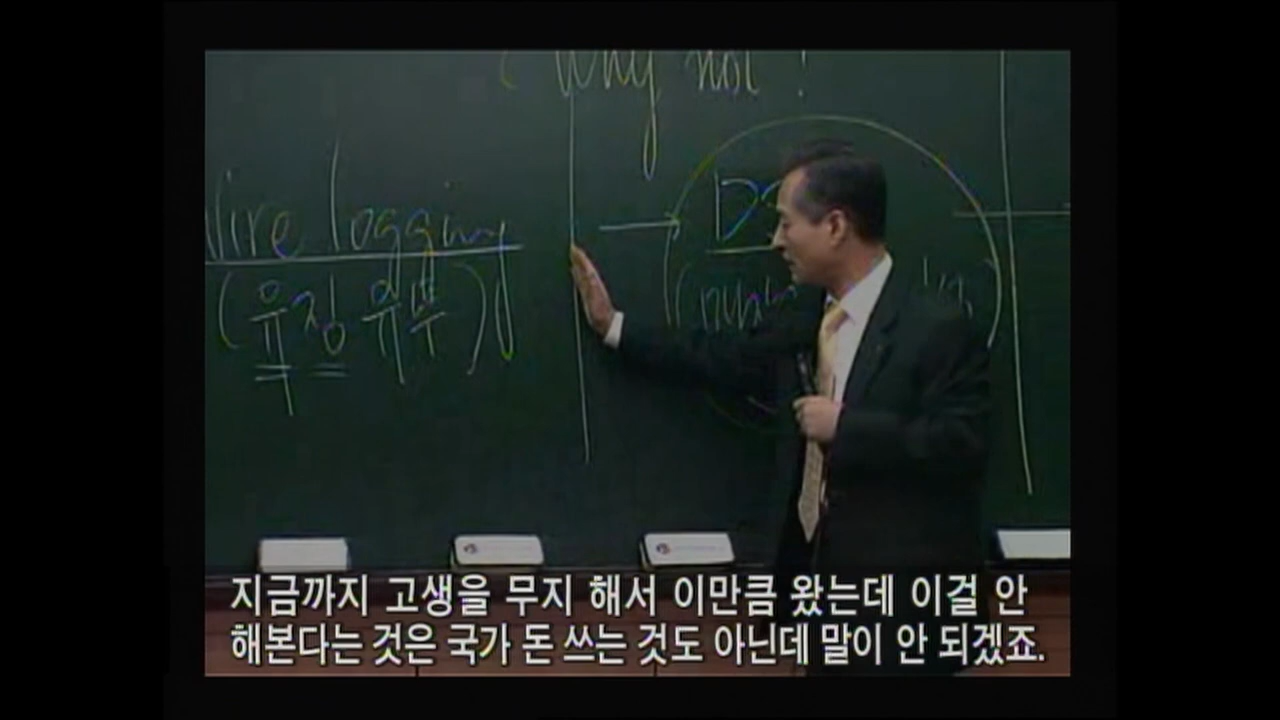 Why not !
Wire logging
(유정 유무)
지금까지 고생을 무지 해서 이만큼 왔는데 이걸 안
해본다는 것은 국가 돈 쓰는 것도 아닌데 말이 안 되겠죠.